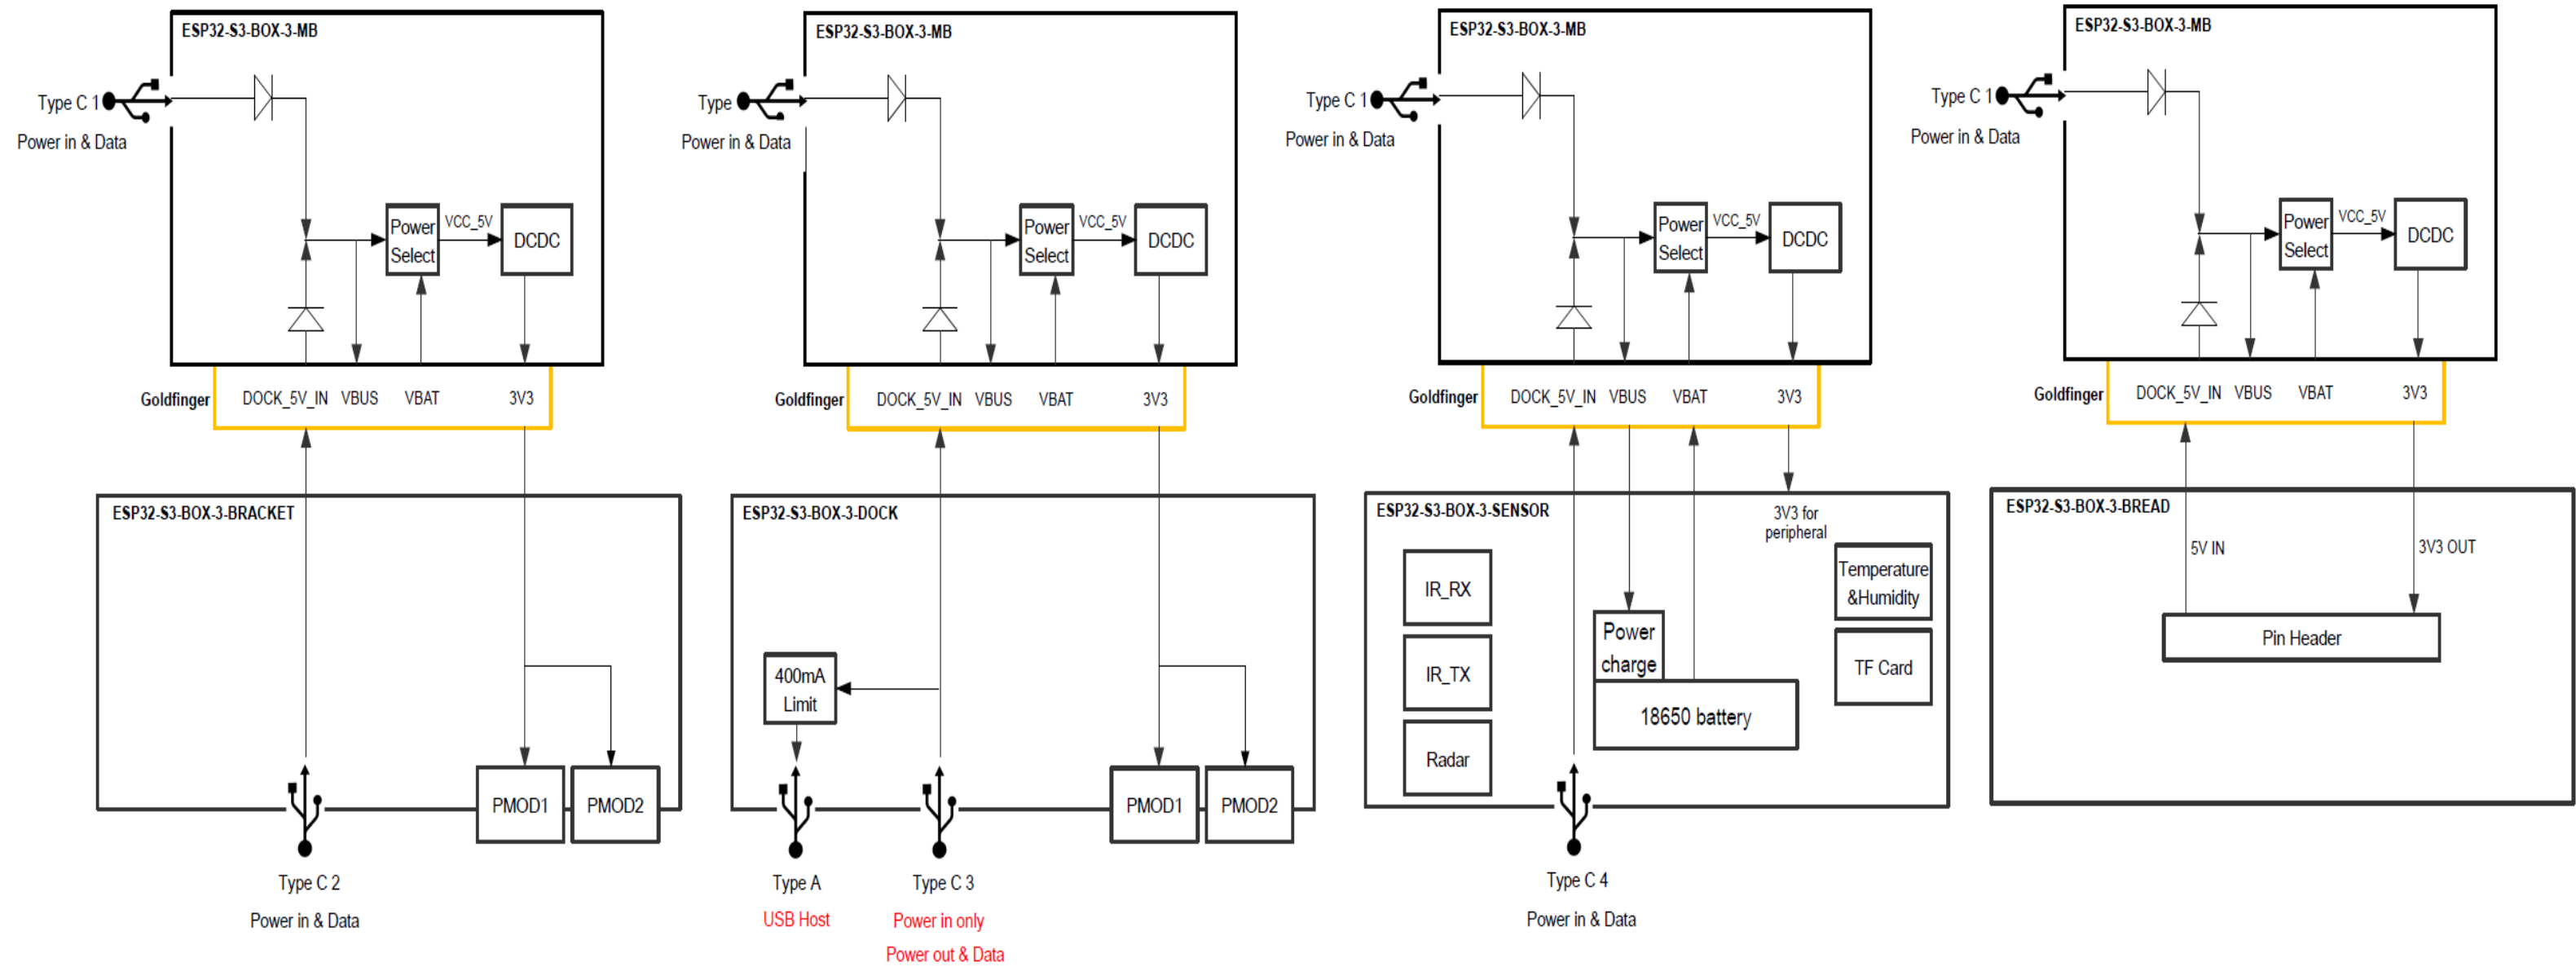 ESP32-S3-BOX-3-MB
Type C 1
Power in & Data
Power
Select
VCC_5V
DCDC
Goldfinger
DOCK_5V_IN
VBUS
VBAT
3V3
ESP32-S3-BOX-3-BRACKET
PMOD1
PMOD2
Type C 2
Power in & Data
ESP32-S3-BOX-3-MB
Type
Power in & Data
Power
Select
VCC_5V
DCDC
Goldfinger
DOCK_5V_IN
VBUS
VBAT
3V3
ESP32-S3-BOX-3-DOCK
400mA
Limit
PMOD1
PMOD2
Type A
USB Host
Type C 3
Power in only
Power out & Data
ESP32-S3-BOX-3-MB
Type C 1
Power in & Data
Power
Select
VCC_5V
DCDC
Goldfinger
DOCK_5V_IN
VBUS
VBAT
3V3
ESP32-S3-BOX-3-SENSOR
3V3 for
peripheral
IR_RX
IR_TX
Radar
Power
charge
18650 battery
Temperature
&Humidity
TF Card
Type C 4
Power in & Data
ESP32-S3-BOX-3-MB
Type C 1
Power in & Data
Power
Select
VCC_5V
DCDC
Goldfinger
DOCK_5V_IN
VBUS
VBAT
3V3
ESP32-S3-BOX-3-BREAD
5V IN
3V3 OUT
Pin Header